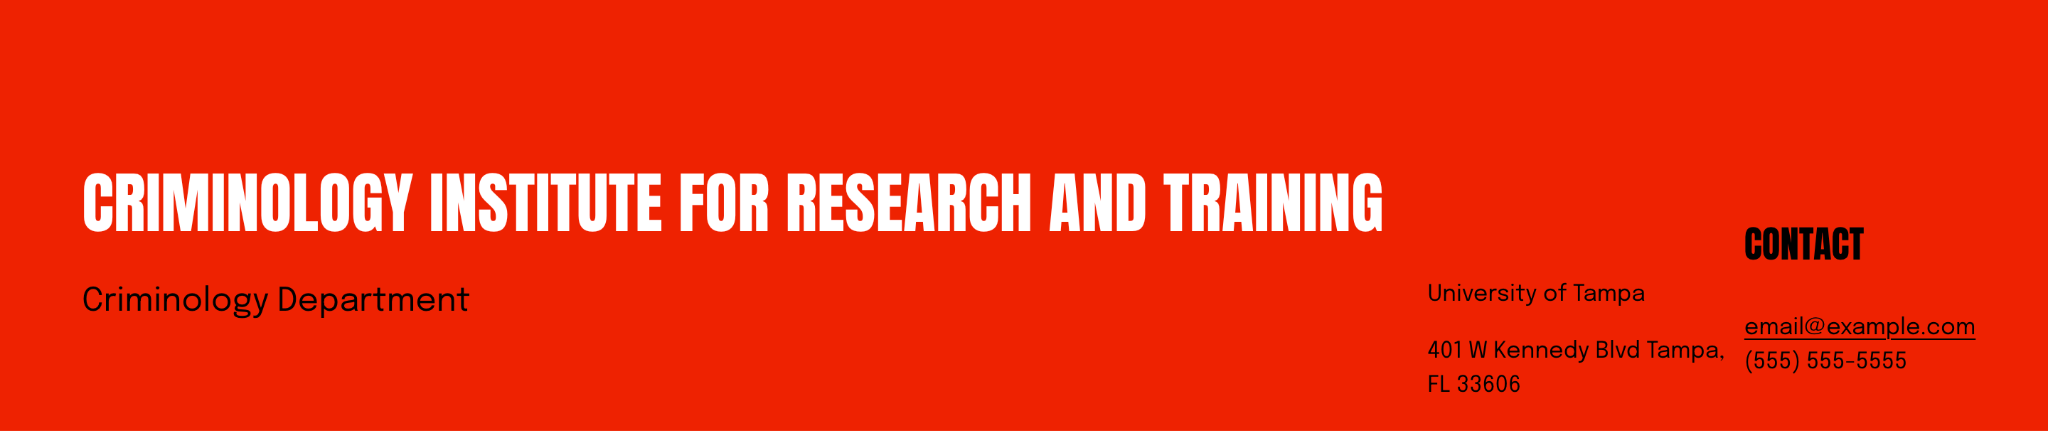 CRIMINOLOGY INSTITUTE FOR RESEARCH AND TRAINING
Criminology Department
University of Tampa
401 W Kennedy Blvd Tampa,
FL 33606
CONTACT
email@example.com
(555) 555-5555